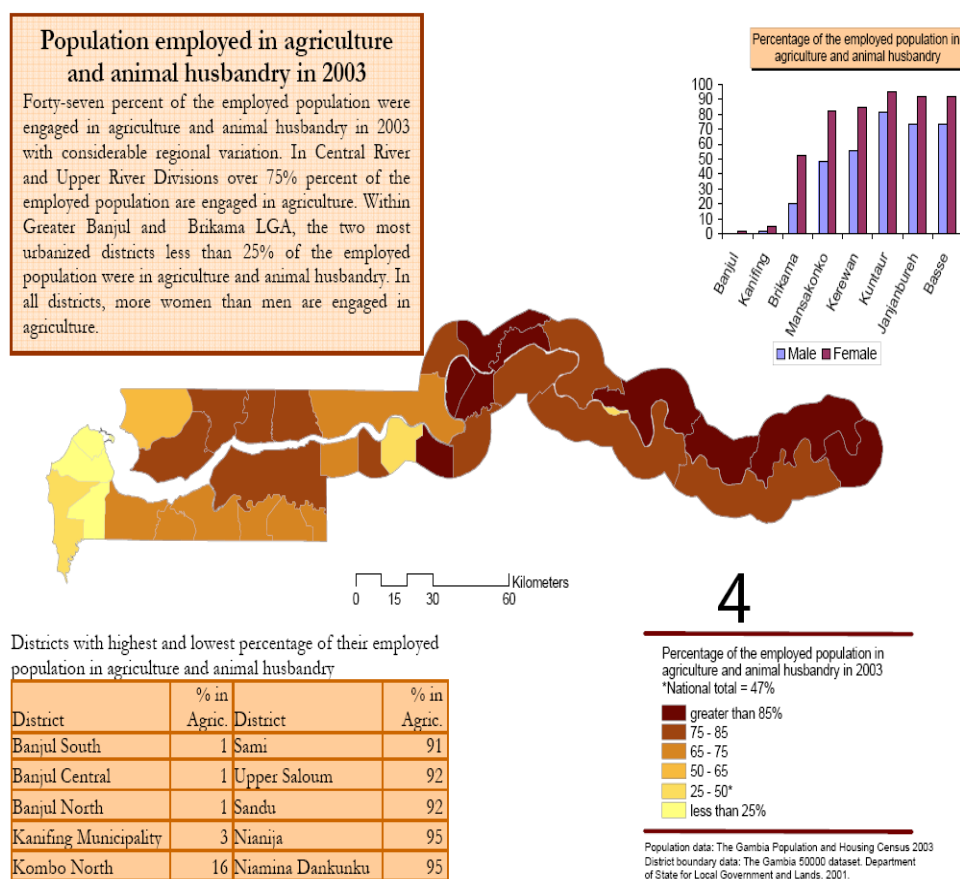 Population employed in agriculture
and animal husbandry in 2003
Forty-seven percent of the employed population were
engaged in agriculture and animal husbandry in 2003
with considerable regional variation. In Central River
and Upper River Divisions over 75% percent of the
employed population are engaged in agriculture. Within
Greater Banjul and Brikama LGA, the two most
urbanized districts less than 25% of the employed
population were in agriculture and animal husbandry. In
all districts, more women than men are engaged in
agriculture.
Percentage of the employed population in
agriculture and animal husbandry
100
90
80
70
60
50
40
30
20
10
0
Banjul
Kanifing
Brikama
Mansakonko
Kerewan
Kuntaur
Janjanbureh
Basse
Male Female
Kilometers
0 15 30 60
4
Districts with highest and lowest percentage of their employed
population in agriculture and animal husbandry
% in % in
District Agric. District Agric.
Banjul South 1 Sami 91
Banjul Central 1 Upper Saloum 92
Banjul North 1 Sandu 92
Kanifing Municipality 3 Nianija 95
Kombo North 16 Niamina Dankunku 95
Percentage of the employed population in
agriculture and animal husbandry in 2003
*National total = 47%
greater than 85%
75 - 85
65 - 75
50 - 65
25 - 50*
less than 25%
Population data: The Gambia Population and Housing Census 2003
District boundary data: The Gambia 50000 dataset. Department
of State for Local Government and Lands. 2001.